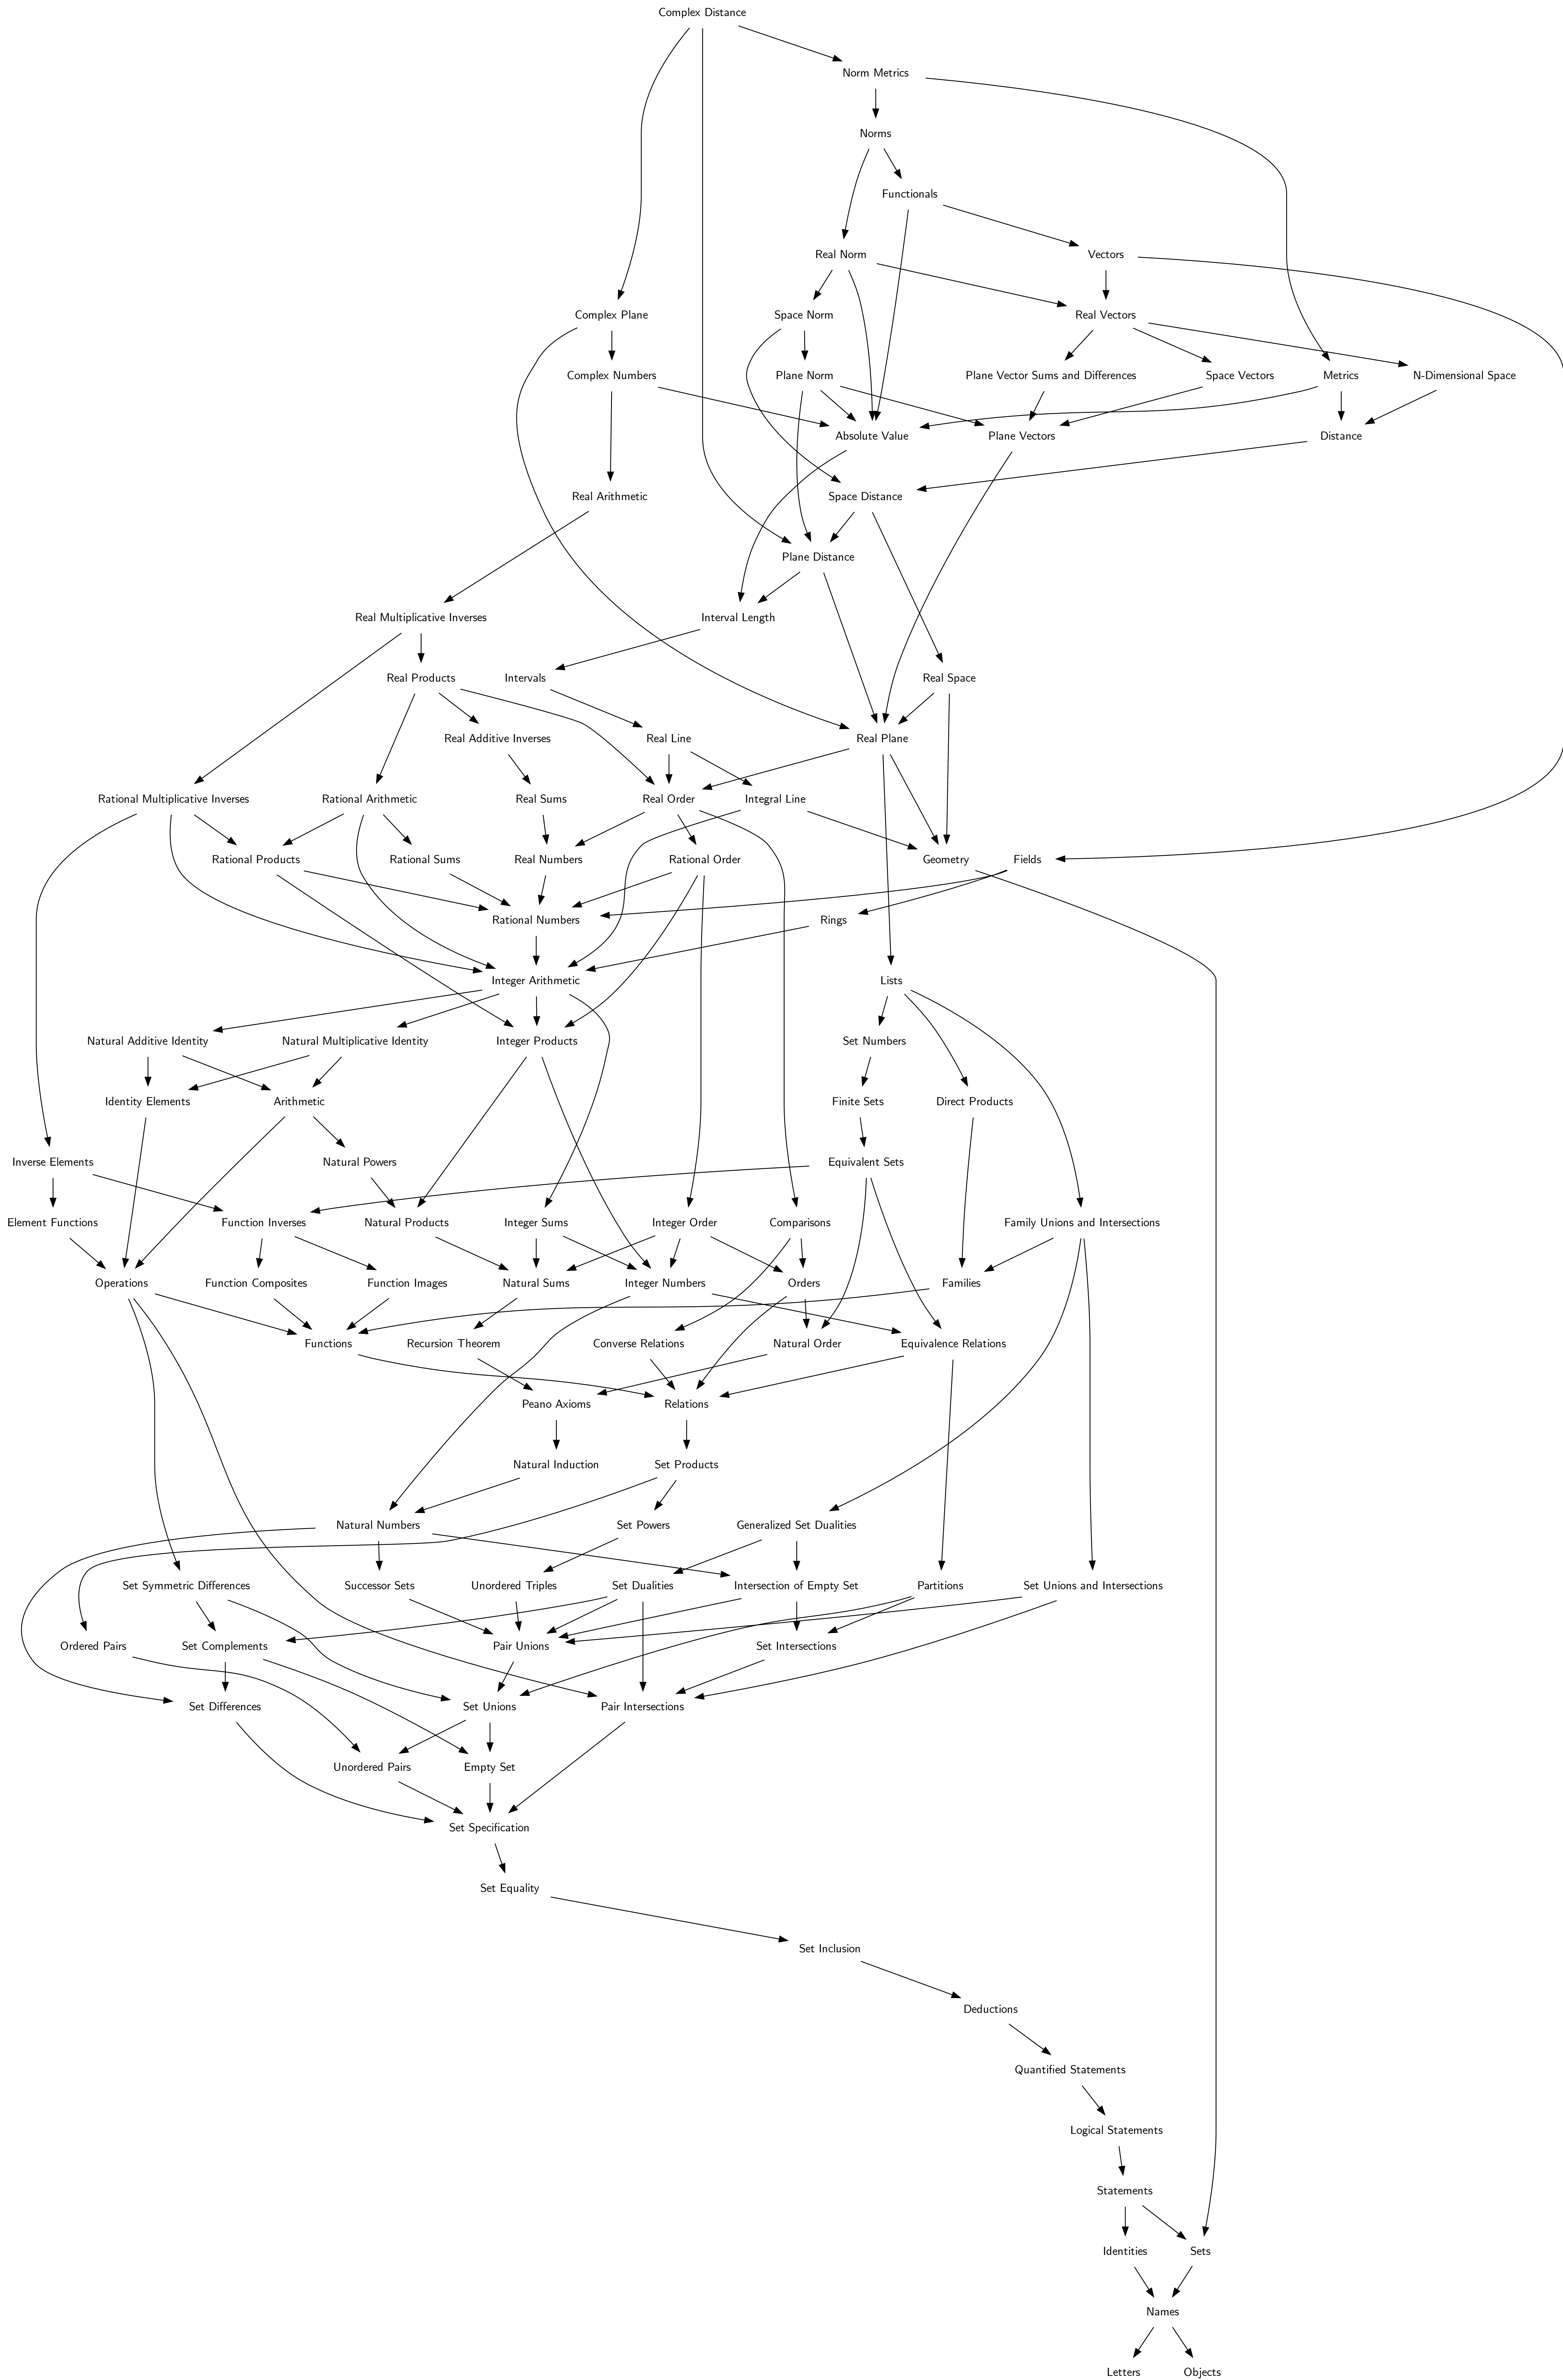 Complex Distance
Norm Metrics
Norms
Functionals
Real Norm
Vectors
Complex Plane
Space Norm
Real Vectors
Complex Numbers
Plane Norm
Plane Vector Sums and Differences
Space Vectors
Metrics
N-Dimensional Space
Absolute Value
Plane Vectors
Distance
Real Arithmetic
Space Distance
Plane Distance
Real Multiplicative Inverses
Interval Length
Real Products
Intervals
Real Space
Real Additive Inverses
Real Line
Real Plane
Rational Multiplicative Inverses
Rational Arithmetic
Real Sums
Real Order
Integral Line
Rational Products
Rational Sums
Real Numbers
Rational Order
Geometry
Fields
Rational Numbers
Rings
Integer Arithmetic
Lists
Natural Additive Identity
Natural Multiplicative Identity
Integer Products
Set Numbers
Identity Elements
Arithmetic
Finite Sets
Direct Products
Inverse Elements
Natural Powers
Equivalent Sets
Element Functions
Function Inverses
Natural Products
Integer Sums
Integer Order
Comparisons
Family Unions and Intersections
Operations
Function Composites
Function Images
Natural Sums
Integer Numbers
Orders
Families
Functions
Recursion Theorem
Converse Relations
Natural Order
Equivalence Relations
Peano Axioms
Relations
Natural Induction
Set Products
Natural Numbers
Set Powers
Generalized Set Dualities
Set Symmetric Differences
Successor Sets
Unordered Triples
Set Dualities
Intersection of Empty Set
Partitions
Set Unions and Intersections
Ordered Pairs
Set Complements
Pair Unions
Set Intersections
Set Differences
Set Unions
Pair Intersections
Unordered Pairs
Empty Set
Set Specification
Set Equality
Set Inclusion
Deductions
Quantified Statements
Logical Statements
Statements
Identities
Sets
Names
Letters
Objects